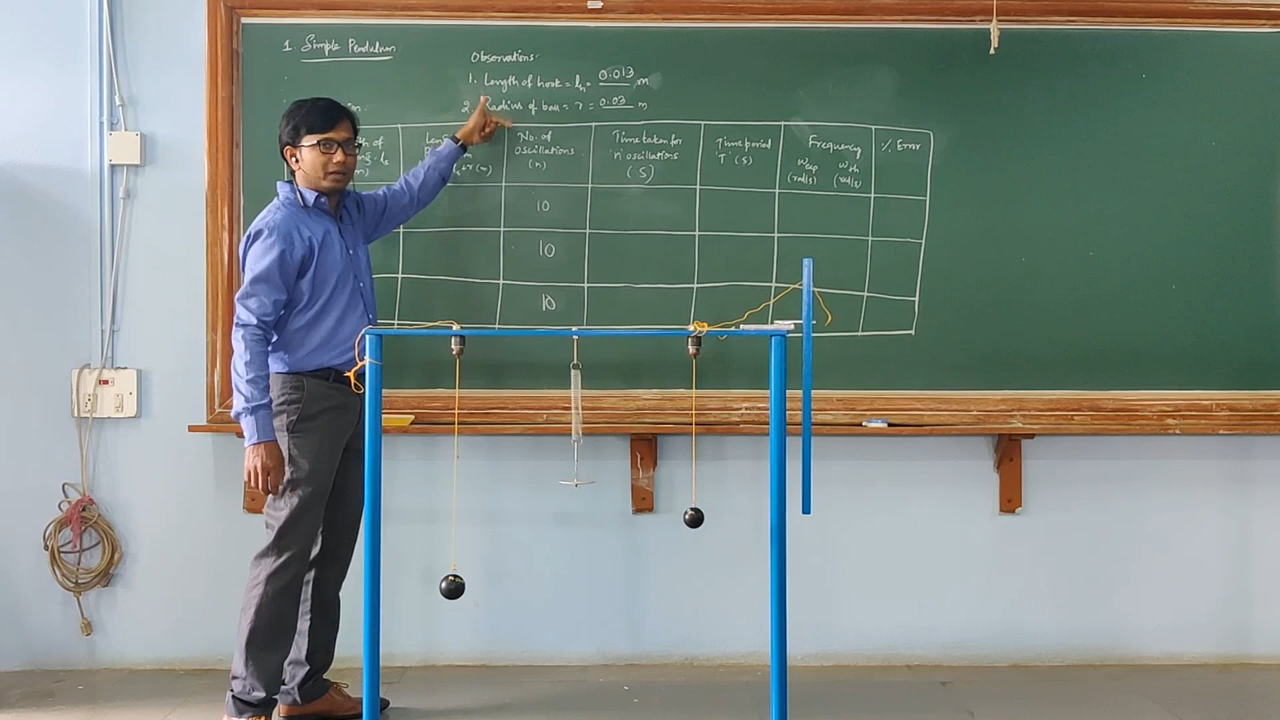 1. Simple Pendulum
Observations:
1. Length of hook = lₕ = 0.013 m
2. Radius of ball = r = 0.03 m
No. of
oscillations
(n)
Time taken for
'n' oscillations
(S)
Time period
'T' (S)
Frequency
ωexp (rad/s)
ωth (rad/s)
% Error
10
10
10